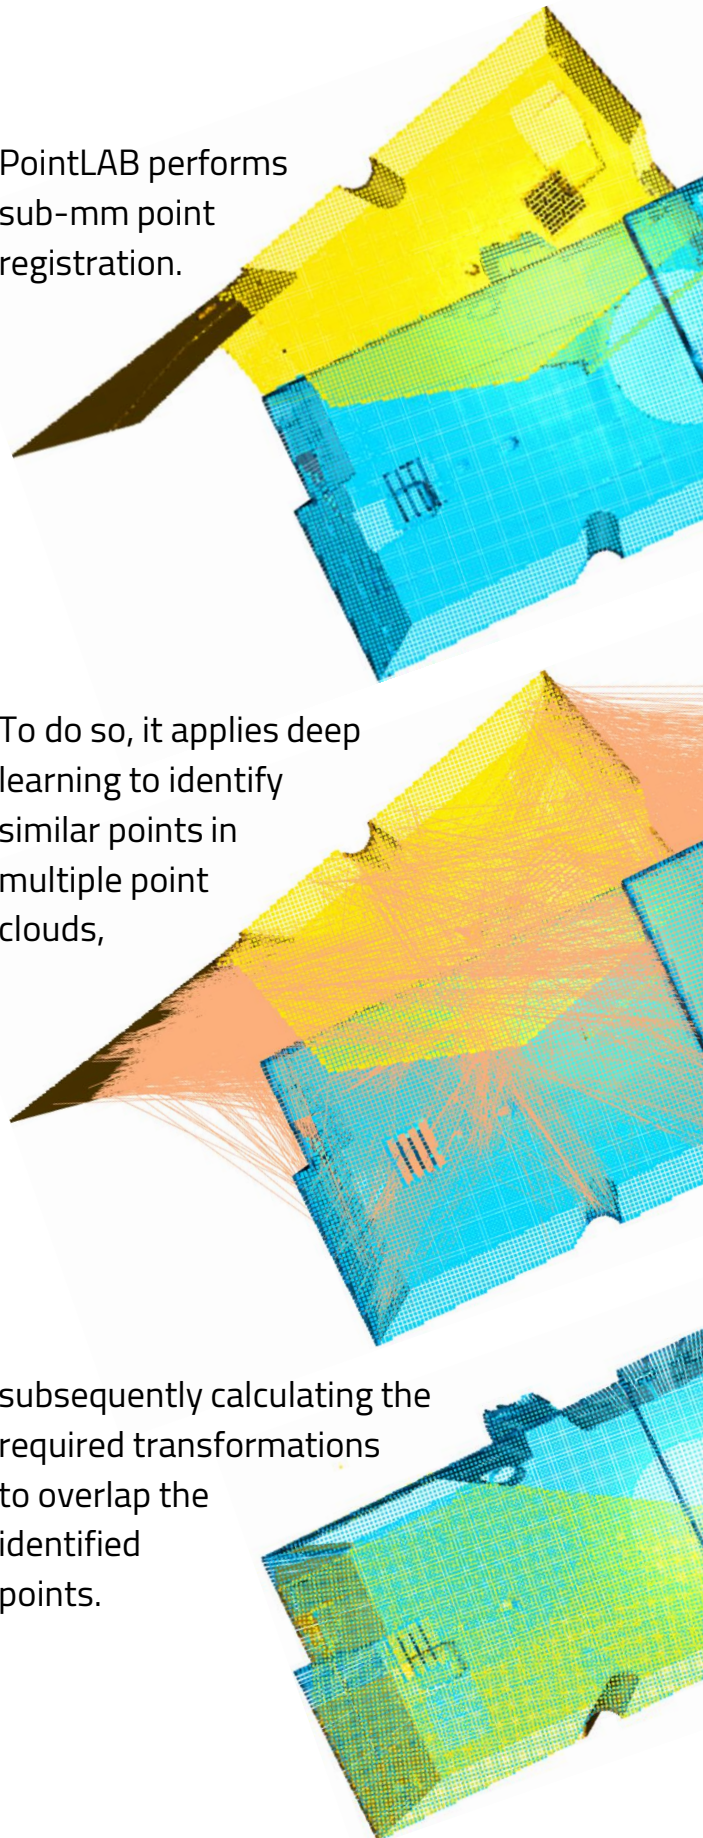 PointLAB performs
sub-mm point
registration.
To do so, it applies deep
learning to identify
similar points in
multiple point
clouds,
subsequently calculating the
required transformations
to overlap the
identified
points.